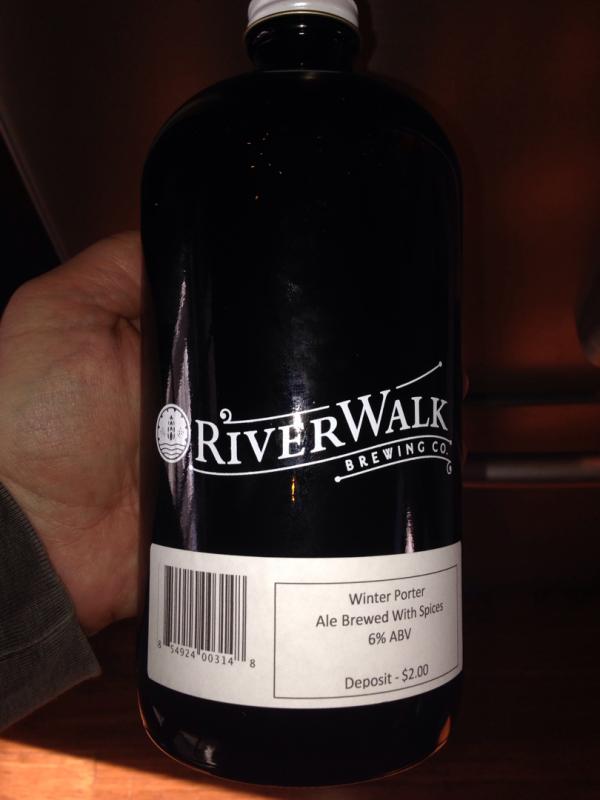 RIVERWALK
BREWING CO.
Winter Porter
Ale Brewed With Spices
6% ABV
Deposit - $2.00
8 54924 00314 8